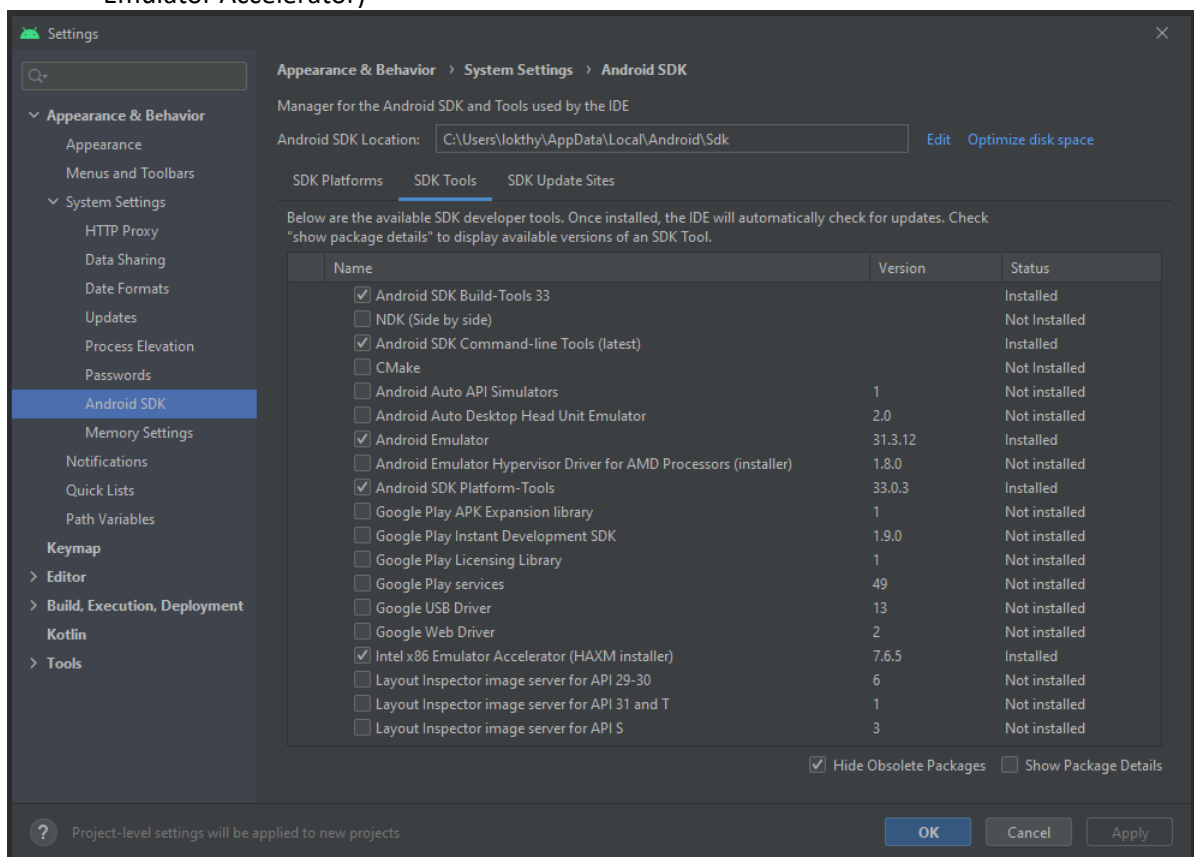 Emulator Accelerator)
Settings
Appearance & Behavior
Appearance
Menus and Toolbars
System Settings
HTTP Proxy
Data Sharing
Date Formats
Updates
Process Elevation
Passwords
Android SDK
Memory Settings
Notifications
Quick Lists
Path Variables
Keymap
Editor
Build, Execution, Deployment
Kotlin
Tools
Appearance & Behavior › System Settings › Android SDK
Manager for the Android SDK and Tools used by the IDE
Android SDK Location: C:\Users\lokthy\AppData\Local\Android\Sdk Edit Optimize disk space
SDK Platforms SDK Tools SDK Update Sites
Below are the available SDK developer tools. Once installed, the IDE will automatically check for updates. Check
"show package details" to display available versions of an SDK Tool.
Name Version Status
Android SDK Build-Tools 33 Installed
NDK (Side by side) Not Installed
Android SDK Command-line Tools (latest) Installed
CMake Not Installed
Android Auto API Simulators 1 Not installed
Android Auto Desktop Head Unit Emulator 2.0 Not installed
Android Emulator 31.3.12 Installed
Android Emulator Hypervisor Driver for AMD Processors (installer) 1.8.0 Not installed
Android SDK Platform-Tools 33.0.3 Installed
Google Play APK Expansion library 1 Not installed
Google Play Instant Development SDK 1.9.0 Not installed
Google Play Licensing Library 1 Not installed
Google Play services 49 Not installed
Google USB Driver 13 Not installed
Google Web Driver 2 Not installed
Intel x86 Emulator Accelerator (HAXM installer) 7.6.5 Installed
Layout Inspector image server for API 29-30 6 Not installed
Layout Inspector image server for API 31 and T 1 Not installed
Layout Inspector image server for API S 3 Not installed
Hide Obsolete Packages Show Package Details
? Project-level settings will be applied to new projects
OK Cancel Apply